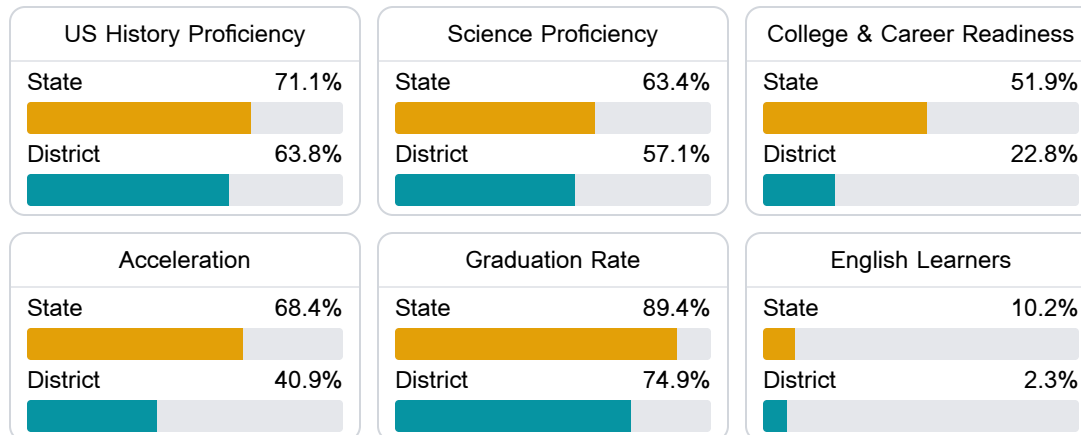 US History Proficiency
State 71.1%
District 63.8%
Science Proficiency
State 63.4%
District 57.1%
College & Career Readiness
State 51.9%
District 22.8%
Acceleration
State 68.4%
District 40.9%
Graduation Rate
State 89.4%
District 74.9%
English Learners
State 10.2%
District 2.3%